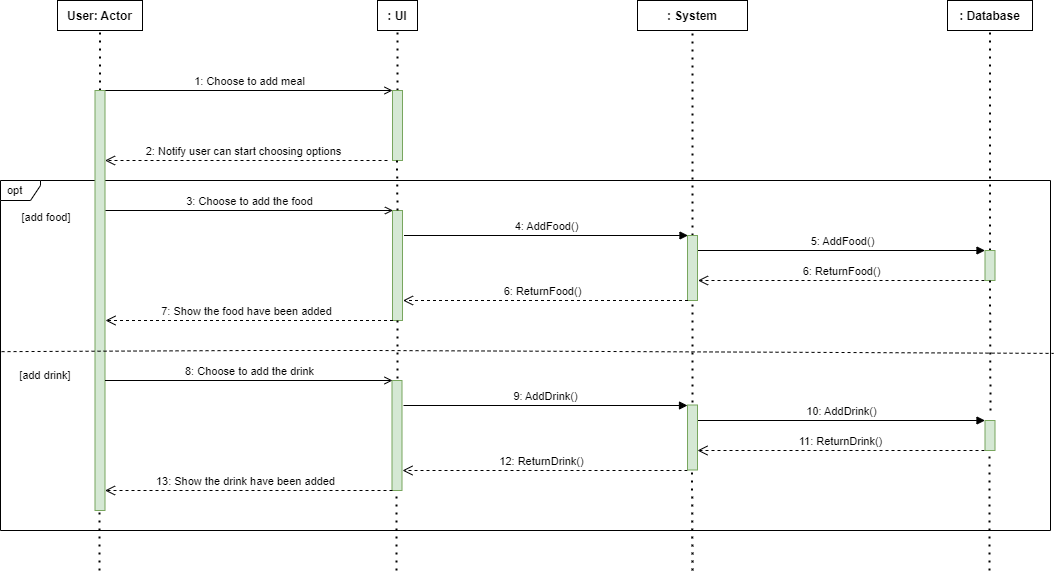 User: Actor
: UI
: System
: Database
1: Choose to add meal
2: Notify user can start choosing options
opt
[add food]
3: Choose to add the food
4: AddFood()
5: AddFood()
6: ReturnFood()
6: ReturnFood()
7: Show the food have been added
[add drink]
8: Choose to add the drink
9: AddDrink()
10: AddDrink()
11: ReturnDrink()
12: ReturnDrink()
13: Show the drink have been added